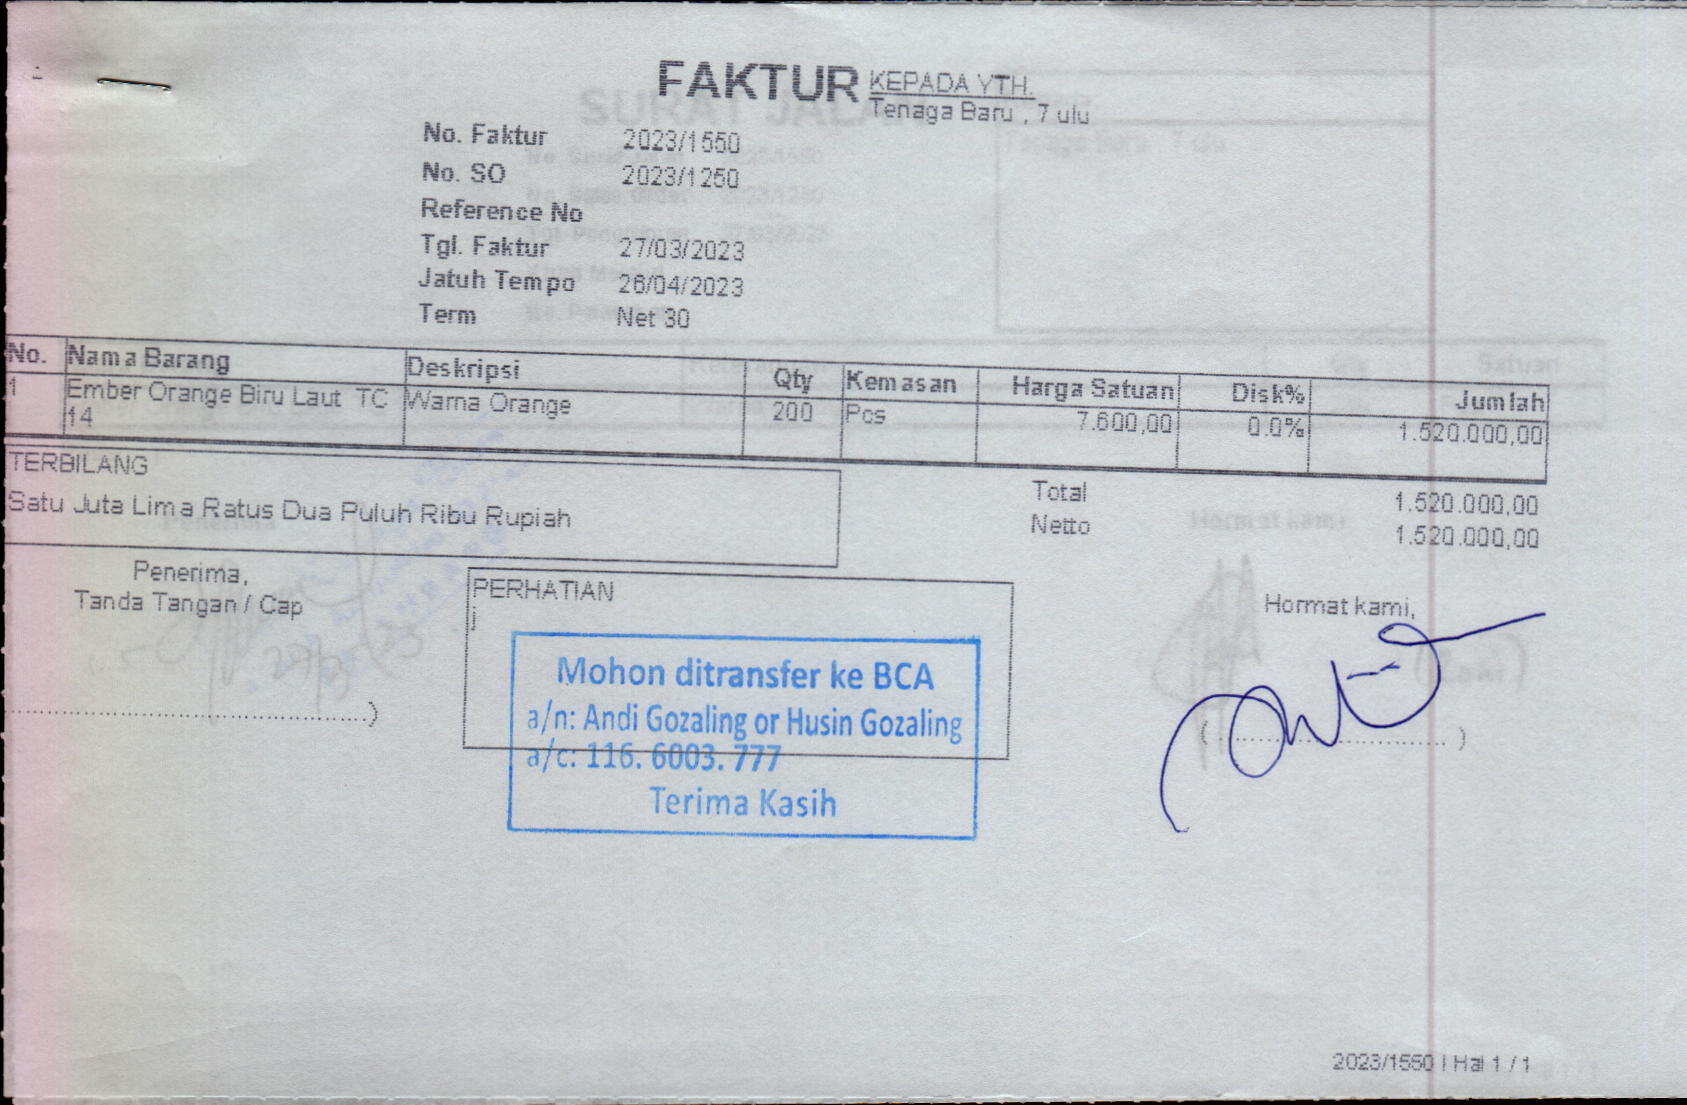 FAKTUR
KEPADA YTH.
Tenaga Baru , 7 ulu
No. Faktur 2023/1550
No. SO 2023/1250
Reference No
Tgl. Faktur 27/03/2023
Jatuh Tempo 26/04/2023
Term Net 30
No. Nama Barang Deskripsi Qty Kemasan Harga Satuan Disk% Jumlah
1 Ember Orange Biru Laut TC Warna Orange 200 Pcs 7.600,00 0.0% 1.520.000,00
14
TERBILANG
Satu Juta Lima Ratus Dua Puluh Ribu Rupiah
Total 1.520.000,00
Netto 1.520.000,00
Penerima,
Tanda Tangan / Cap
PERHATIAN
j
Hormat kami,
Mohon ditransfer ke BCA
a/n: Andi Gozaling or Husin Gozaling
a/c: 116. 6003. 777
Terima Kasih
2023/1550 | Hal 1 / 1